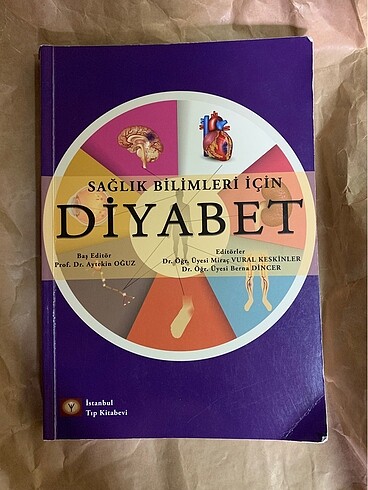 SAĞLIK BİLİMLERİ İÇİN
DİYABET
Baş Editör
Prof. Dr. Aytekin OĞUZ
Editörler
Dr. Öğr. Üyesi Miraç VURAL KESKİNLER
Dr. Öğr. Üyesi Berna DİNCER
İstanbul
Tıp Kitabevi